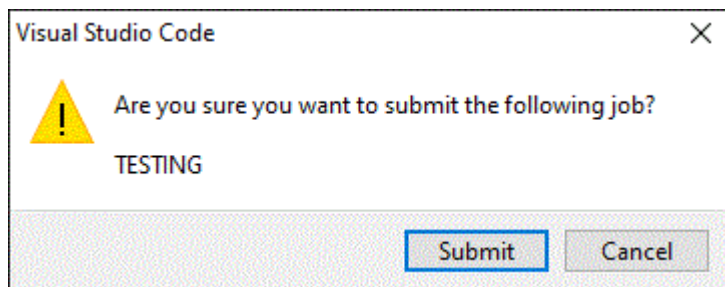 Visual Studio Code
Are you sure you want to submit the following job?
TESTING
Submit
Cancel